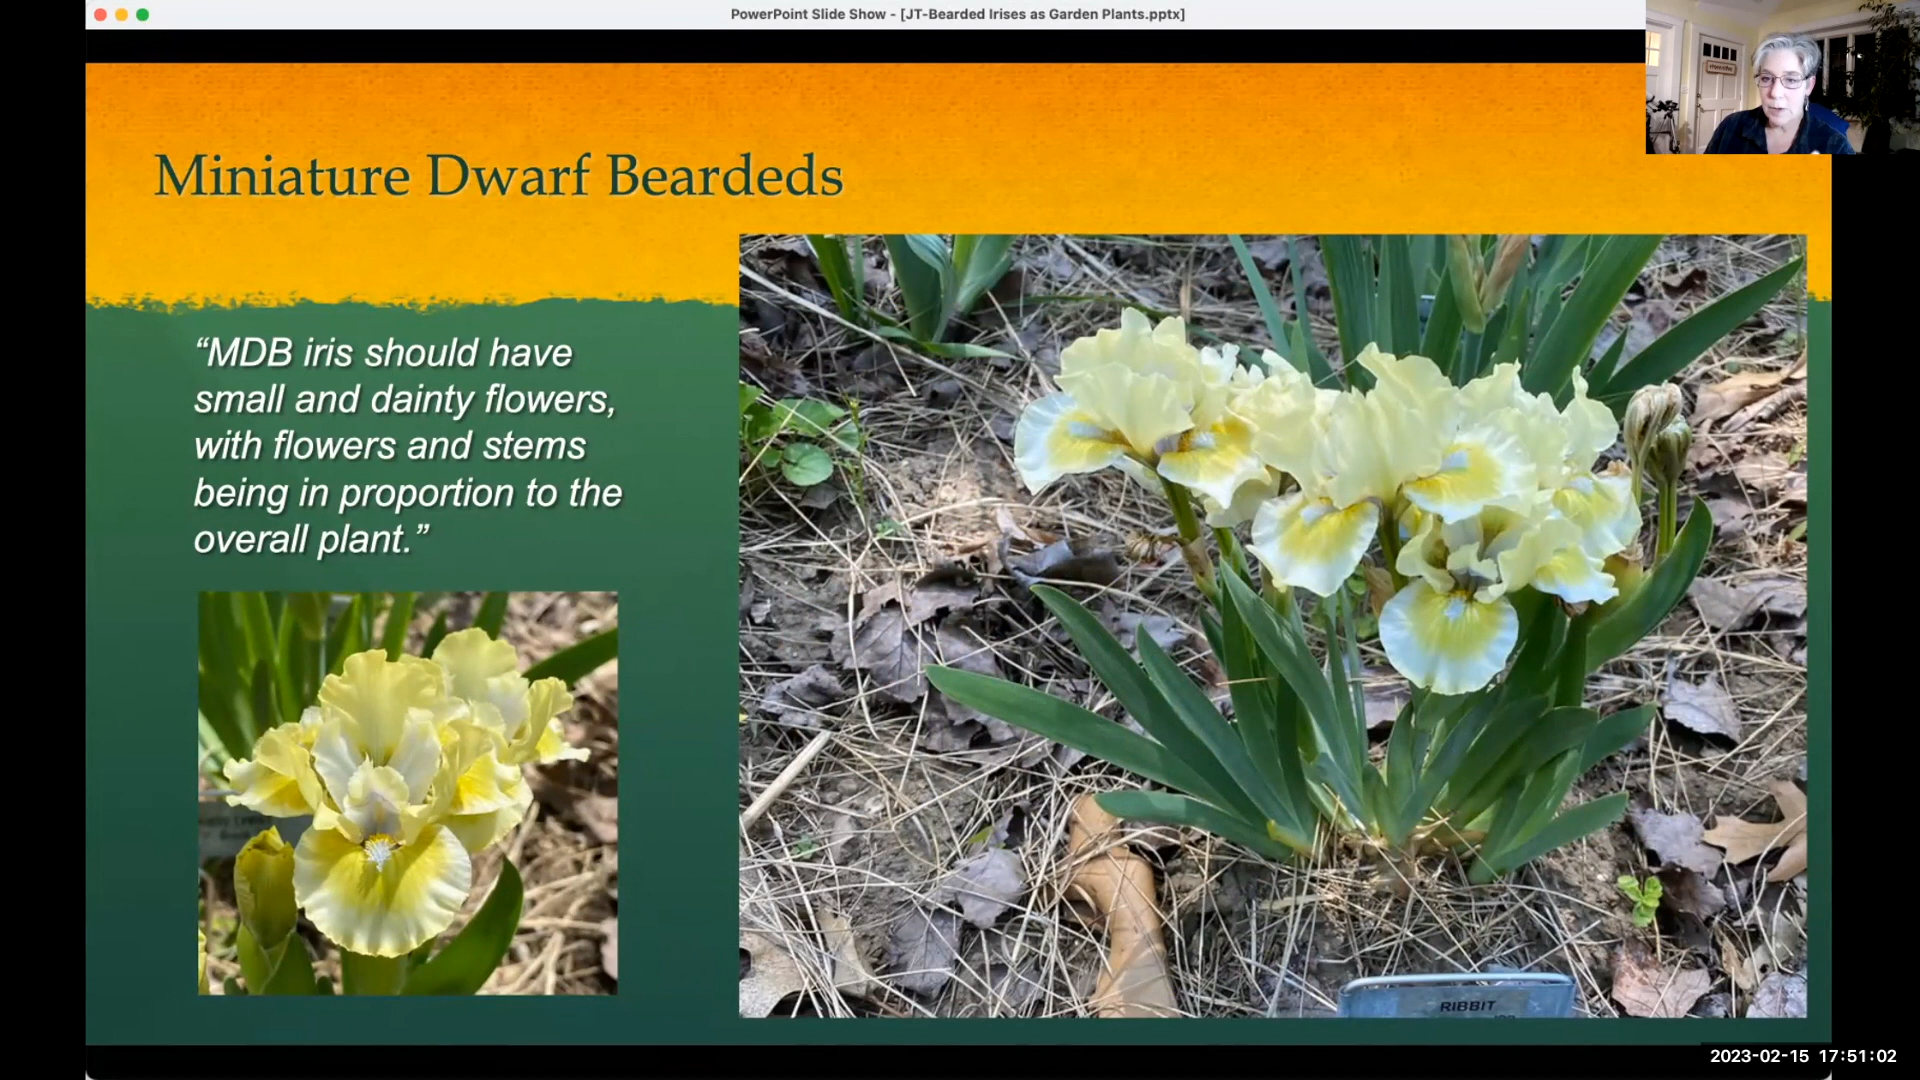 PowerPoint Slide Show - [JT-Bearded Irises as Garden Plants.pptx]
Miniature Dwarf Beardeds
“MDB iris should have
small and dainty flowers,
with flowers and stems
being in proportion to the
overall plant.”
RIBBIT
2023-02-15 17:51:02